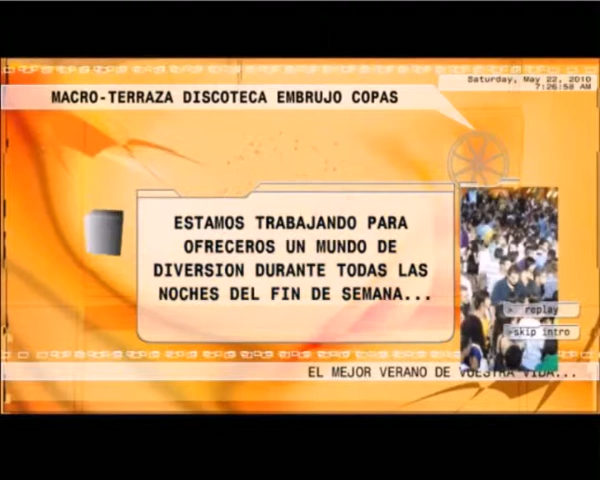 Saturday, May 22, 2010
7:26:58 AM
MACRO-TERRAZA DISCOTECA EMBRUJO COPAS
ESTAMOS TRABAJANDO PARA
OFRECEROS UN MUNDO DE
DIVERSION DURANTE TODAS LAS
NOCHES DEL FIN DE SEMANA...
> replay
>skip intro
EL MEJOR VERANO DE VUESTRA VIDA...